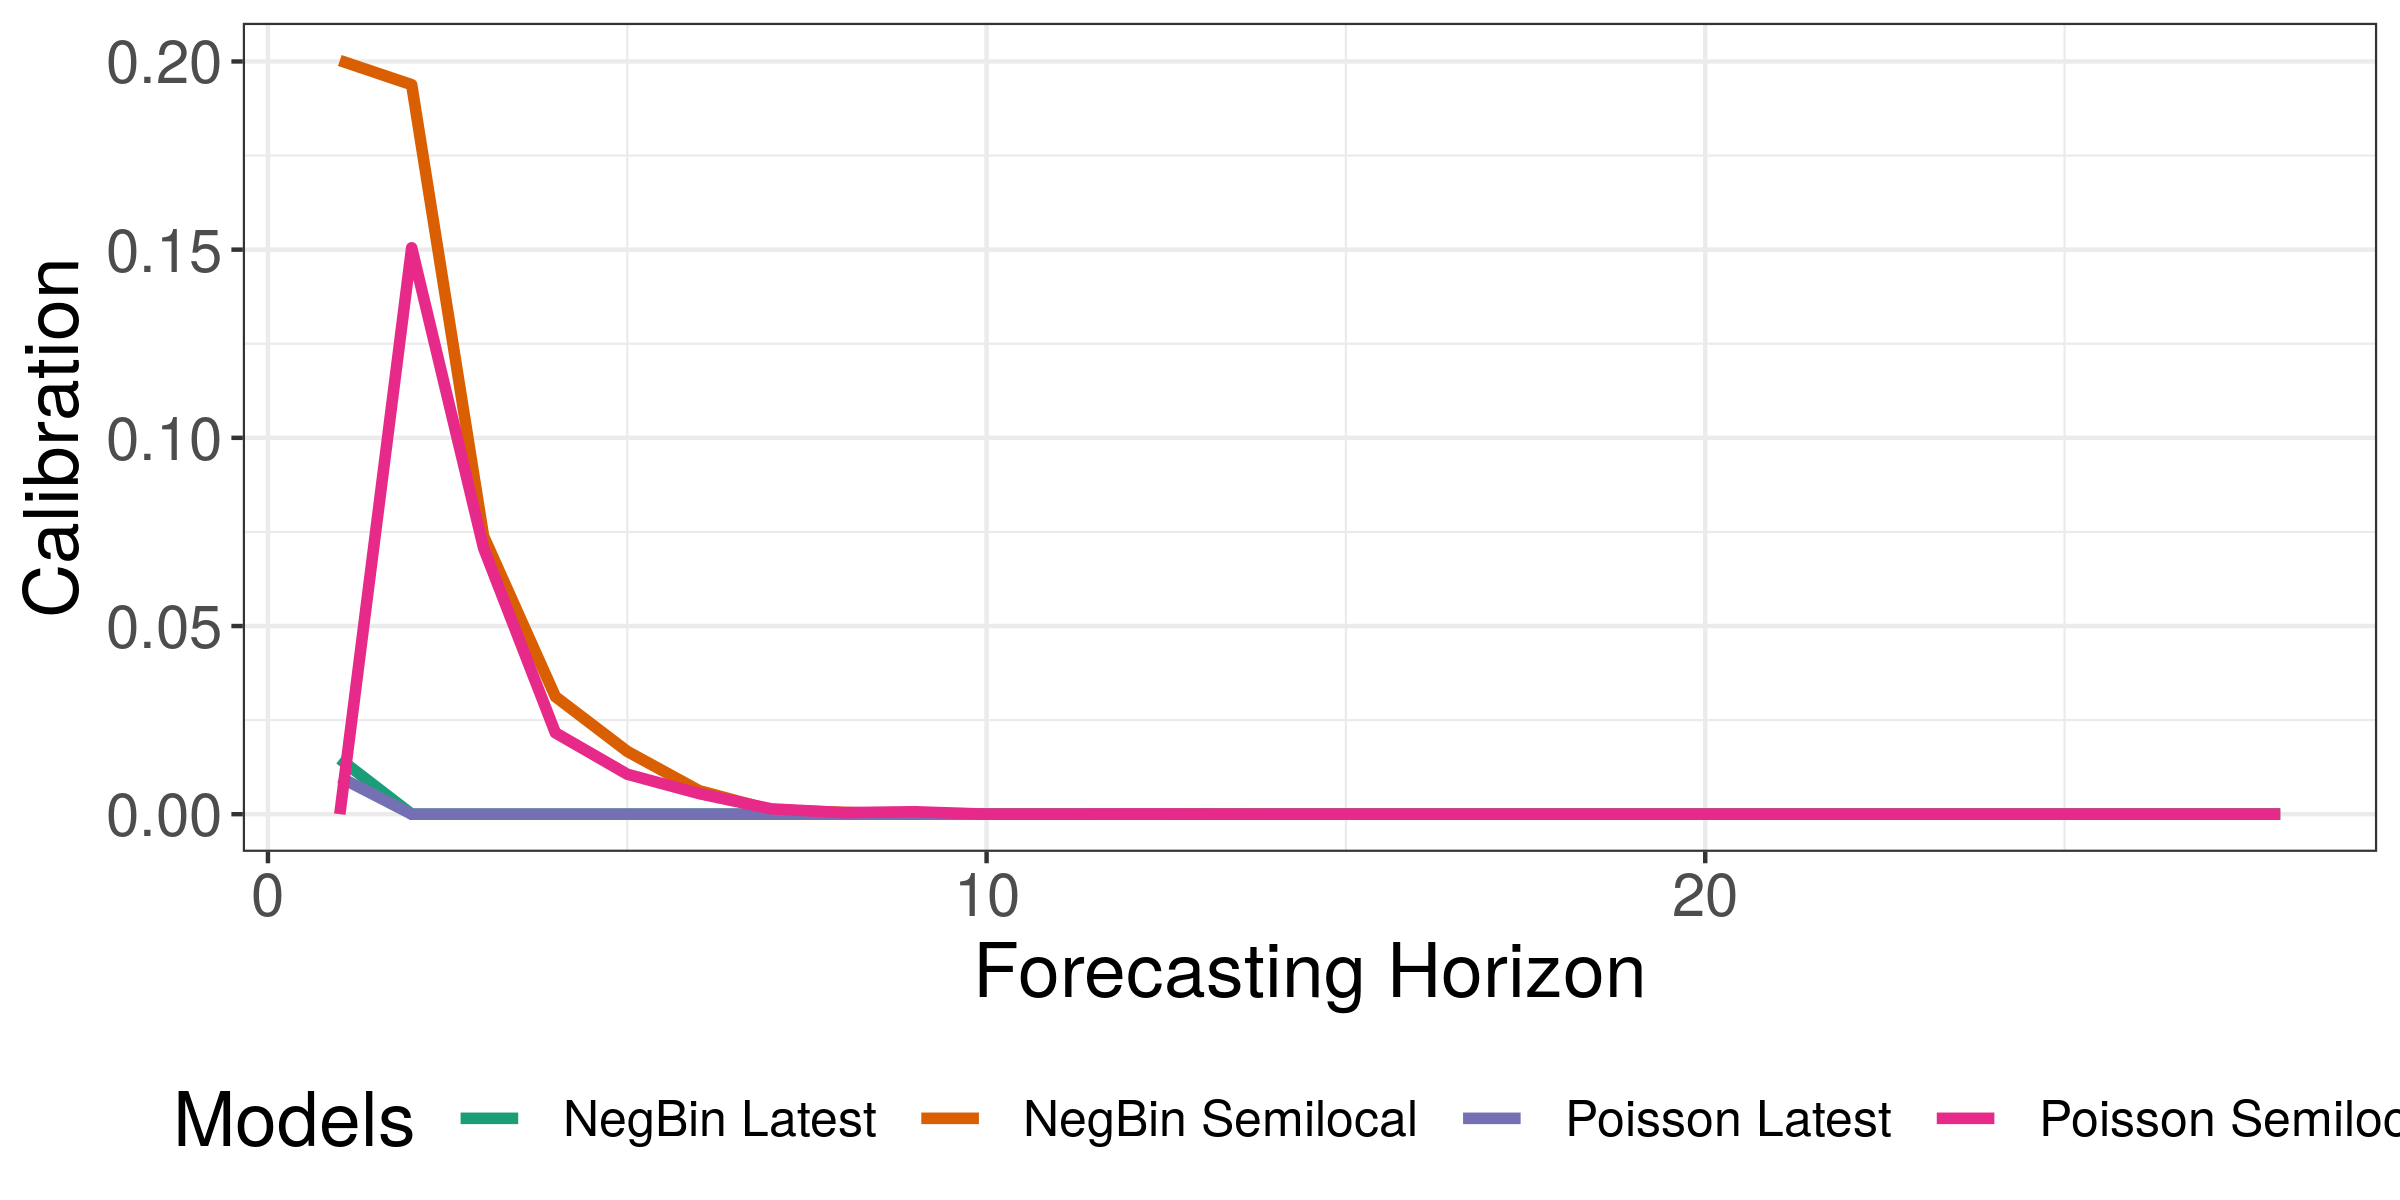 0.20
0.15
0.10
0.05
0.00
Calibration
0 10 20
Forecasting Horizon
Models NegBin Latest NegBin Semilocal Poisson Latest Poisson